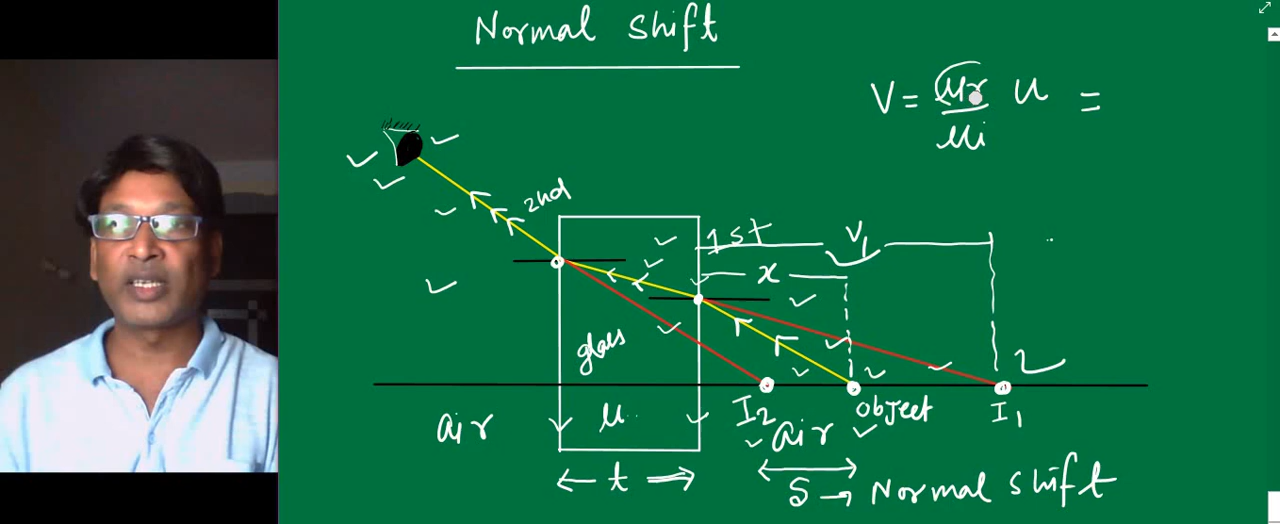 Normal Shift
V = μr/μi u =
2nd
1st
V1
x
glass
I2
object
I1
air
μ
air
t
S → Normal shift